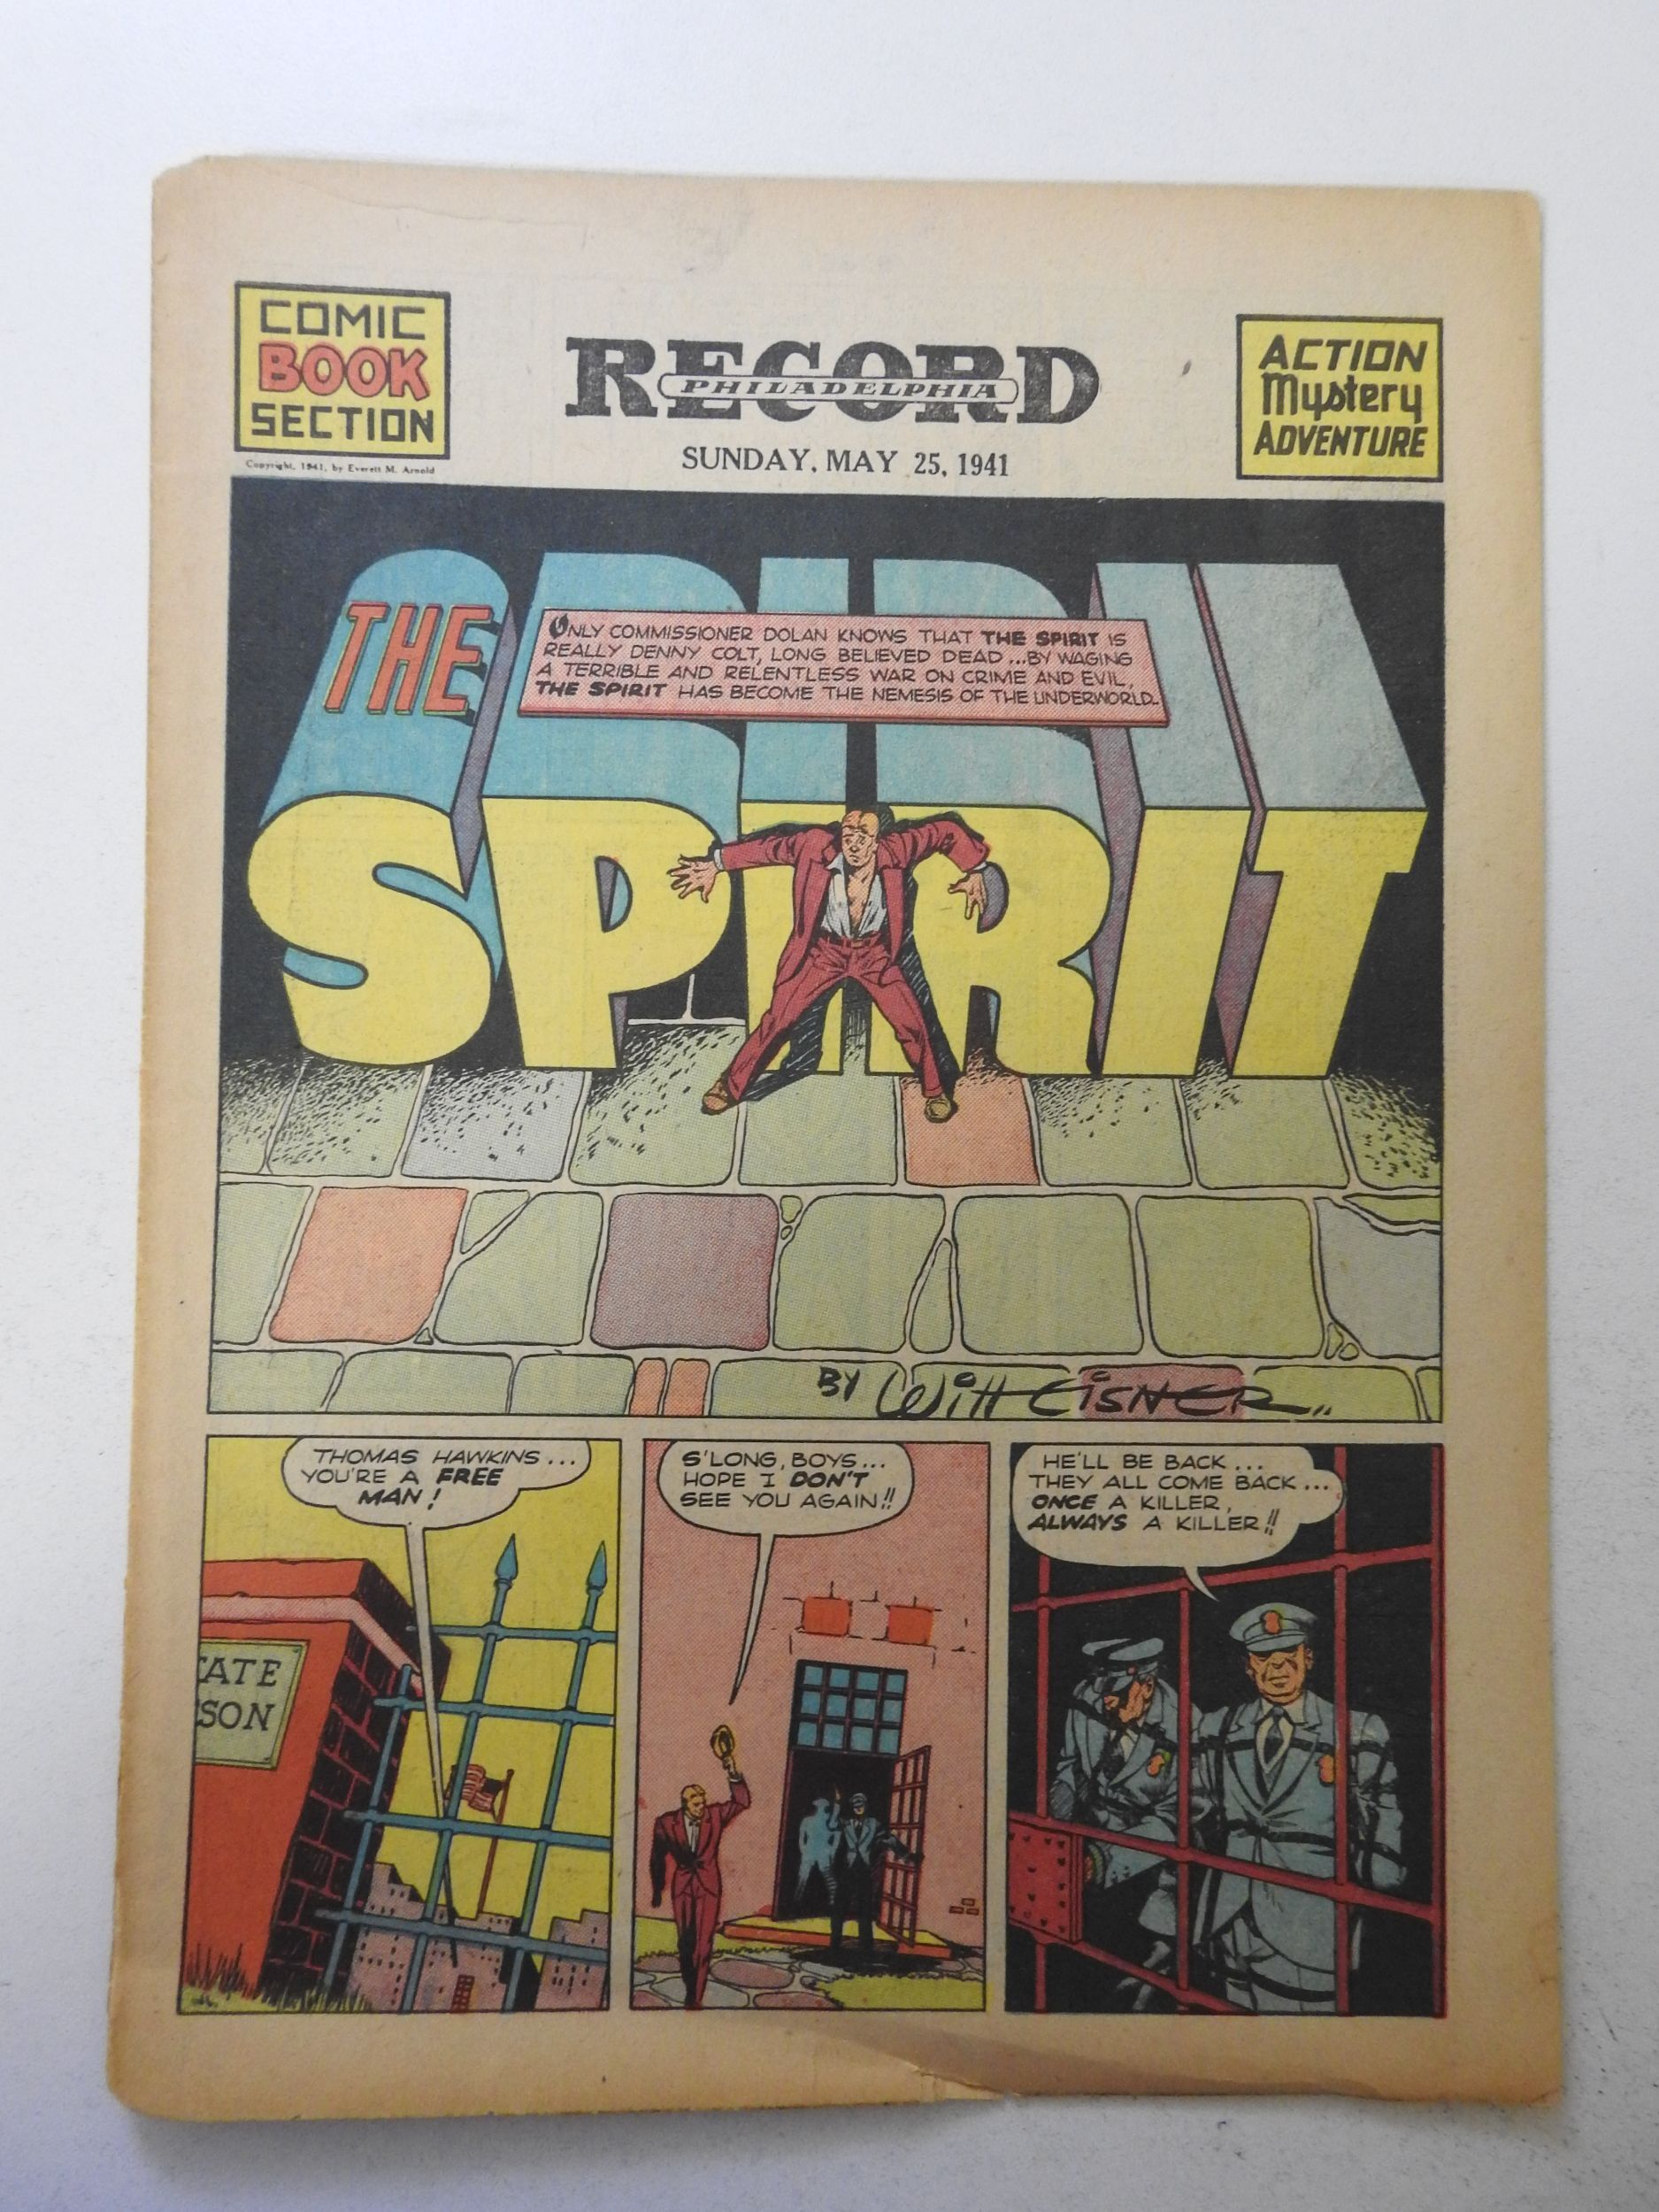 COMIC
BOOK
SECTION
Copyright, 1941, by Everett M. Arnold
RECORD
PHILADELPHIA
SUNDAY, MAY 25, 1941
ACTION
Mystery
ADVENTURE
THE
SPIRIT
ONLY COMMISSIONER DOLAN KNOWS THAT THE SPIRIT IS
REALLY DENNY COLT, LONG BELIEVED DEAD...BY WAGING
A TERRIBLE AND RELENTLESS WAR ON CRIME AND EVIL,
THE SPIRIT HAS BECOME THE NEMESIS OF THE UNDERWORLD.
BY Will Eisner..
THOMAS HAWKINS...
YOU'RE A FREE
MAN!
TATE
SON
S'LONG, BOYS...
HOPE I DON'T
SEE YOU AGAIN!!
HE'LL BE BACK...
THEY ALL COME BACK...
ONCE A KILLER,
ALWAYS A KILLER!!